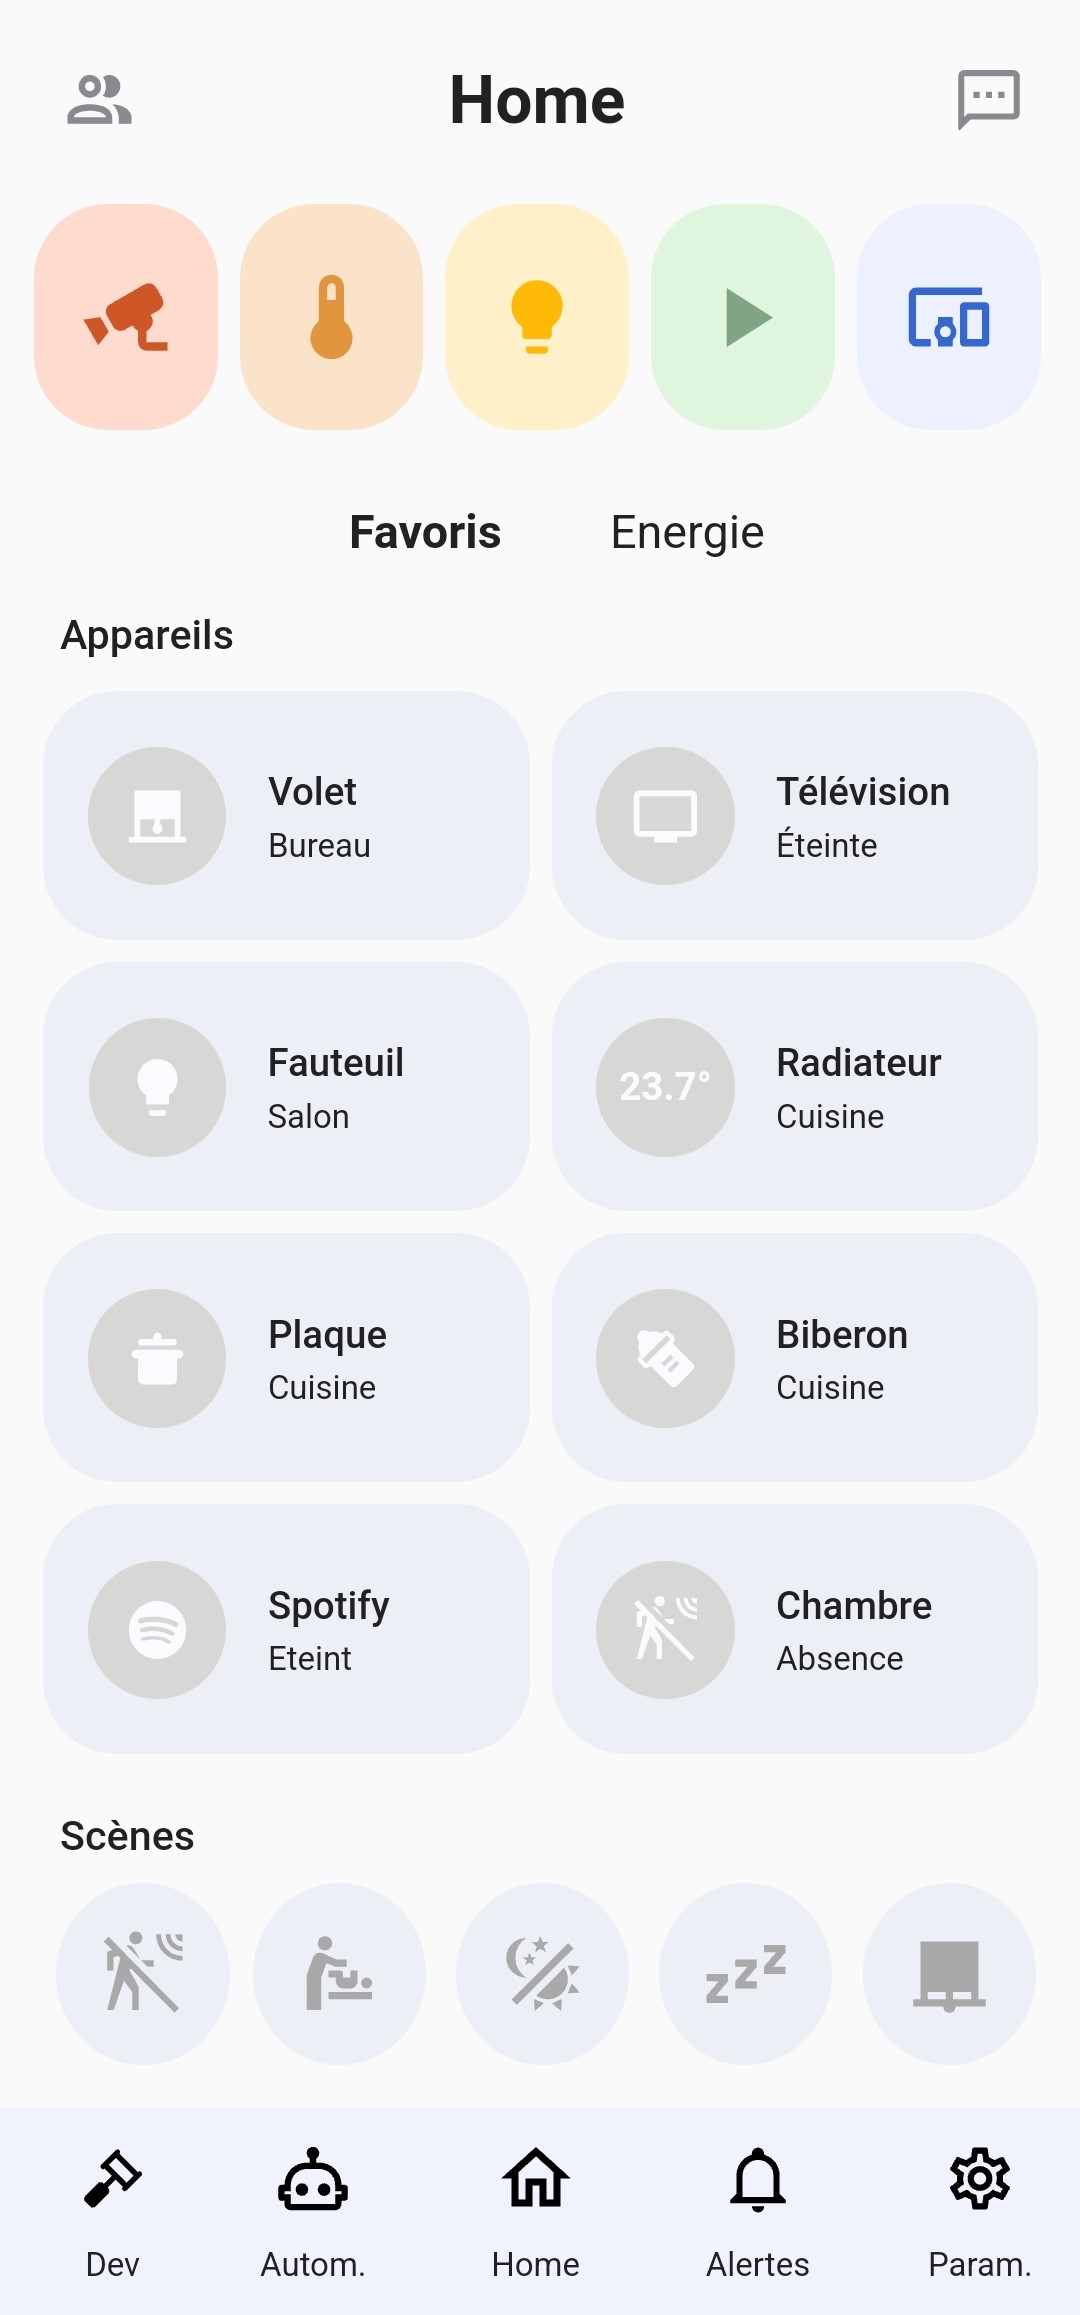 Home
Favoris Energie
Appareils
Volet
Bureau
Télévision
Éteinte
Fauteuil
Salon
23.7°
Radiateur
Cuisine
Plaque
Cuisine
Biberon
Cuisine
Spotify
Eteint
Chambre
Absence
Scènes
zzz
Dev Autom. Home Alertes Param.